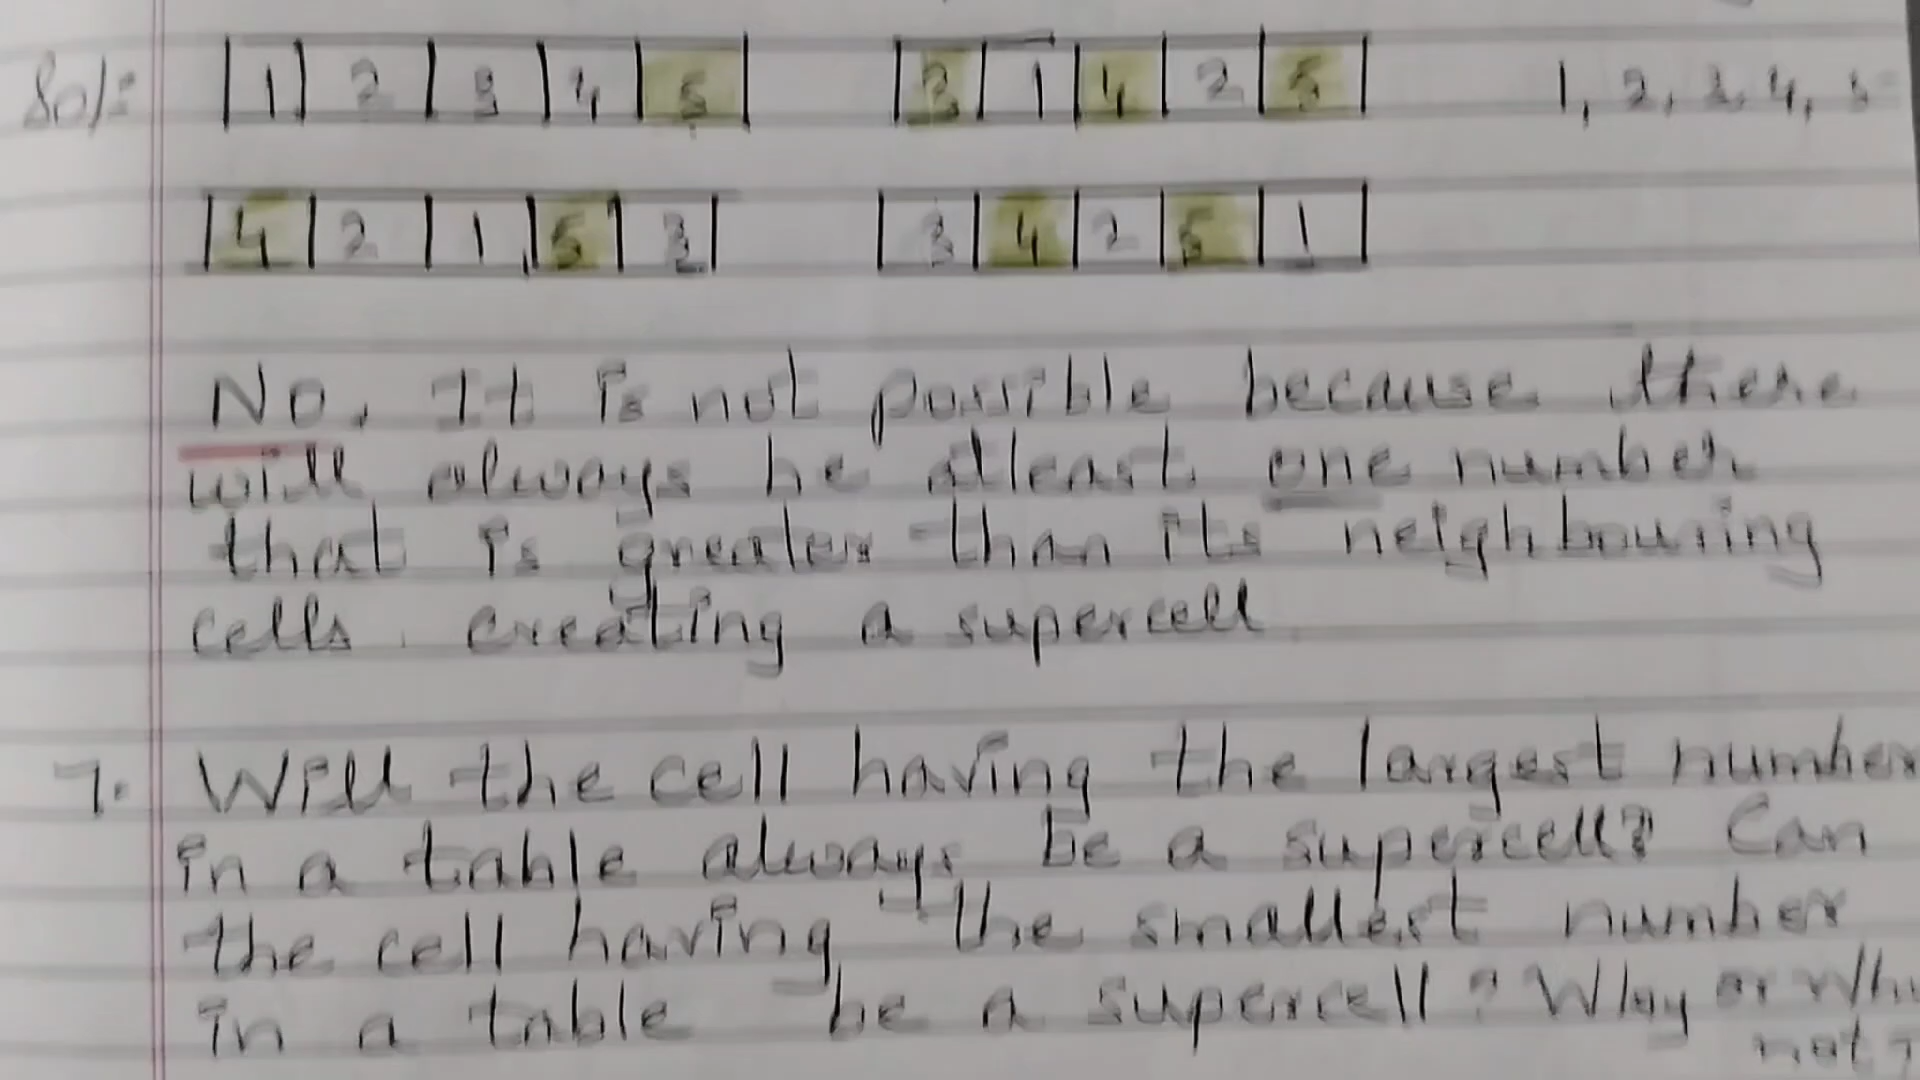 Sol:
1 2 3 4 5
3 1 4 2 5
1, 2, 3, 4, 5
4 2 1 5 3
3 4 2 5 1
No. It is not possible because there
will always be atleast one number
that is greater than its neighbouring
cells. creating a supercell
7. Will the cell having the largest number
in a table always be a supercell? Can
the cell having the smallest number
in a table be a supercell? Why or Why
not?